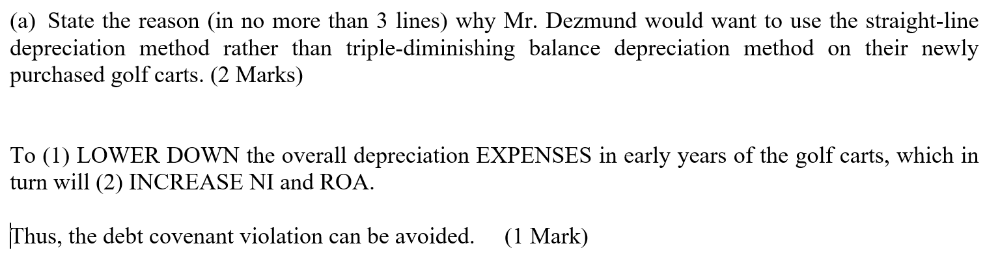 (a) State the reason (in no more than 3 lines) why Mr. Dezmund would want to use the straight-line
depreciation method rather than triple-diminishing balance depreciation method on their newly
purchased golf carts. (2 Marks)
To (1) LOWER DOWN the overall depreciation EXPENSES in early years of the golf carts, which in
turn will (2) INCREASE NI and ROA.
Thus, the debt covenant violation can be avoided. (1 Mark)